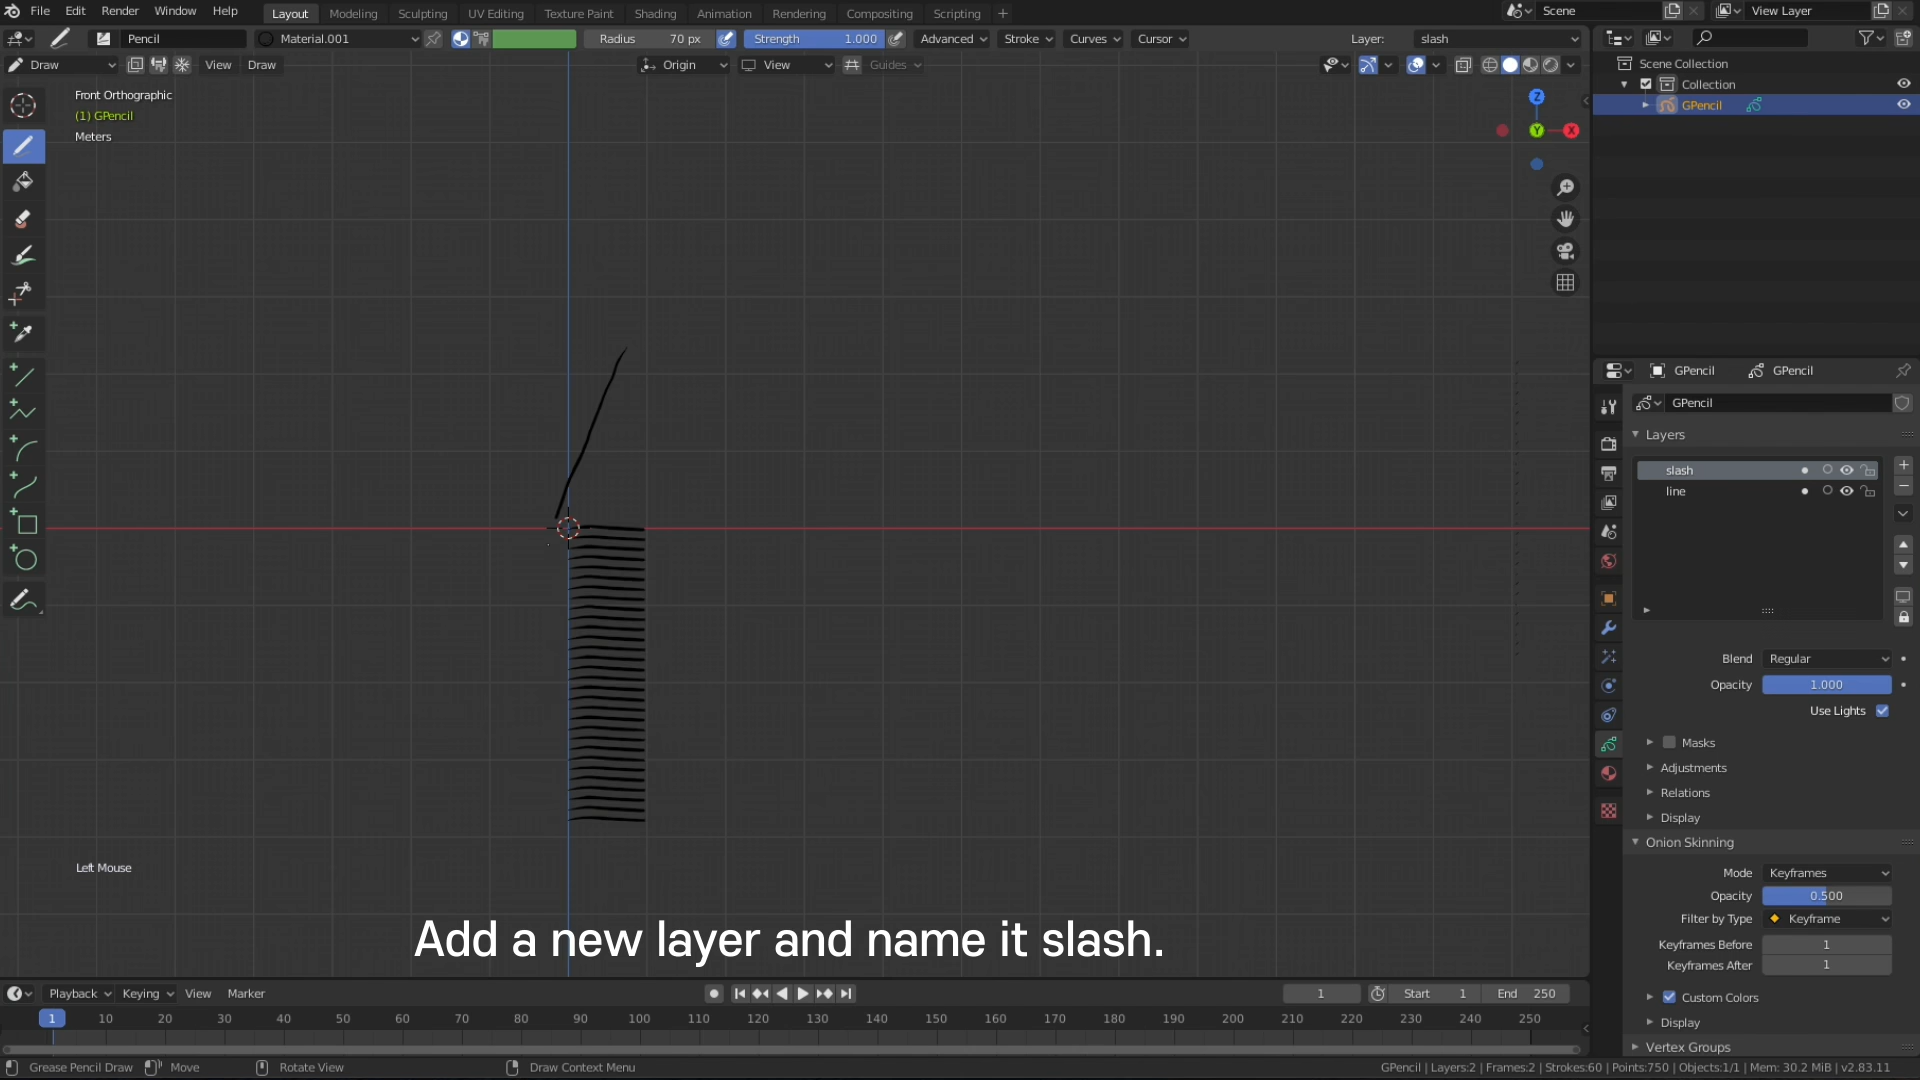 File Edit Render Window Help Layout Modeling Sculpting UV Editing Texture Paint Shading Animation Rendering Compositing Scripting + Scene View Layer
Pencil Material.001 Radius 70 px Strength 1.000 Advanced Stroke Curves Cursor Layer: slash
Draw View Draw Origin View Guides
Front Orthographic
(1) GPencil
Meters
Z
Y X
Scene Collection
Collection
GPencil
GPencil GPencil
GPencil
Layers
slash
line
Blend Regular
Opacity 1.000
Use Lights
Masks
Adjustments
Relations
Display
Onion Skinning
Mode Keyframes
Opacity 0.500
Filter by Type Keyframe
Keyframes Before 1
Keyframes After 1
Custom Colors
Display
Vertex Groups
Left Mouse
Add a new layer and name it slash.
Playback Keying View Marker 1 Start 1 End 250
1 10 20 30 40 50 60 70 80 90 100 110 120 130 140 150 160 170 180 190 200 210 220 230 240 250
Grease Pencil Draw Move Rotate View Draw Context Menu GPencil | Layers:2 | Frames:2 | Strokes:60 | Points:750 | Objects:1/1 | Mem: 30.2 MiB | v2.83.11